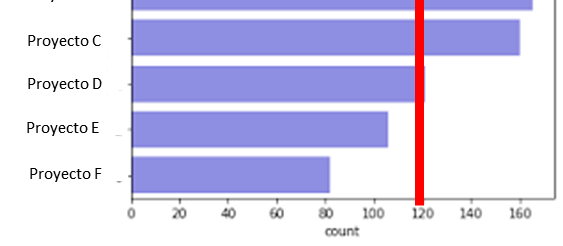 Proyecto C
Proyecto D
Proyecto E
Proyecto F
0 20 40 60 80 100 120 140 160
count